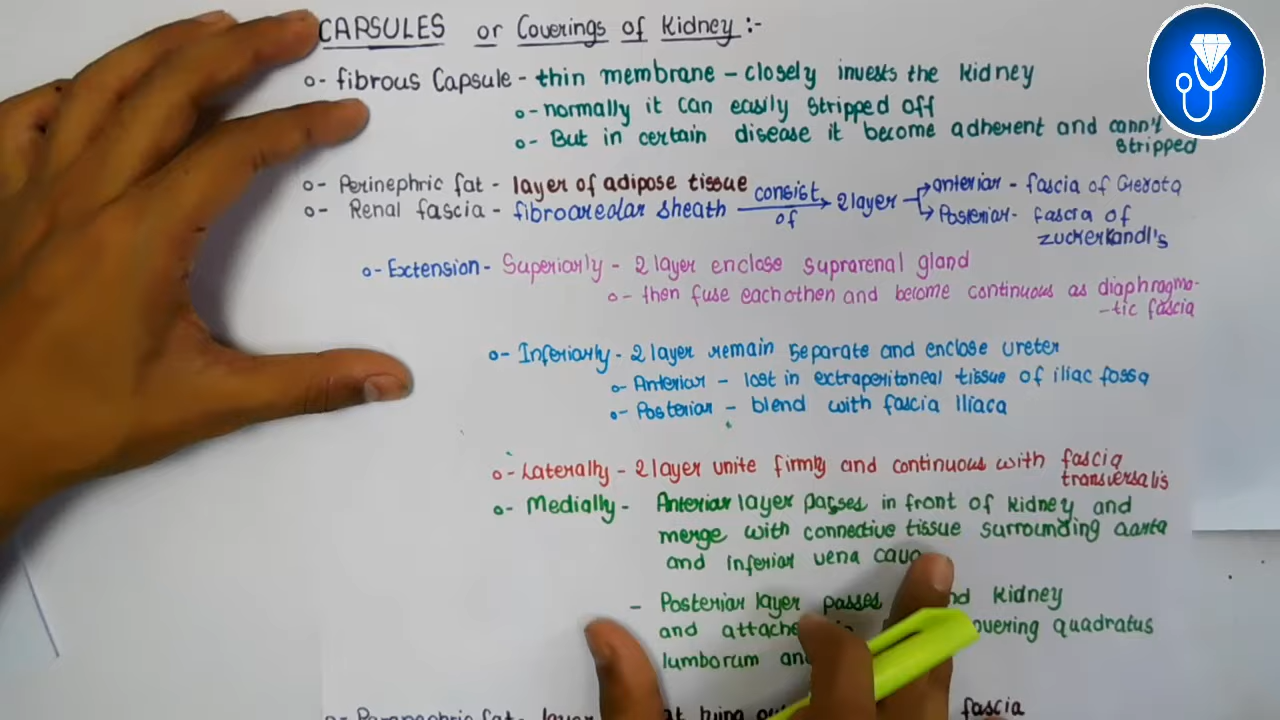 CAPSULES or Coverings of Kidney :-
o- fibrous Capsule - thin membrane - closely invests the kidney
o- normally it can easily stripped off
o- But in certain disease it become adherent and cann't
stripped
o- Perinephric fat - layer of adipose tissue
o- Renal fascia - fibroareolar sheath consist of 2 layer
anterior - fascia of Gerota
Posterior - fascia of
zuckerkandl's
o- Extension - Superiorly - 2 layer enclose suprarenal gland
o- then fuse eachother and become continuous as diaphragma-
-tic fascia
o- Inferiorly - 2 layer remain separate and enclose ureter
o- Anterior - lost in extraperitoneal tissue of iliac fossa
o- Posterior - blend with fascia Iliaca
o- Laterally - 2 layer unite firmly and continuous with fascia
transversalis
o- Medially - Anterior layer passes in front of kidney and
merge with connective tissue surrounding aorta
and inferior vena cava
- Posterior layer passes kidney
and quadratus
lumborum
o- Paranephric fat - fascia